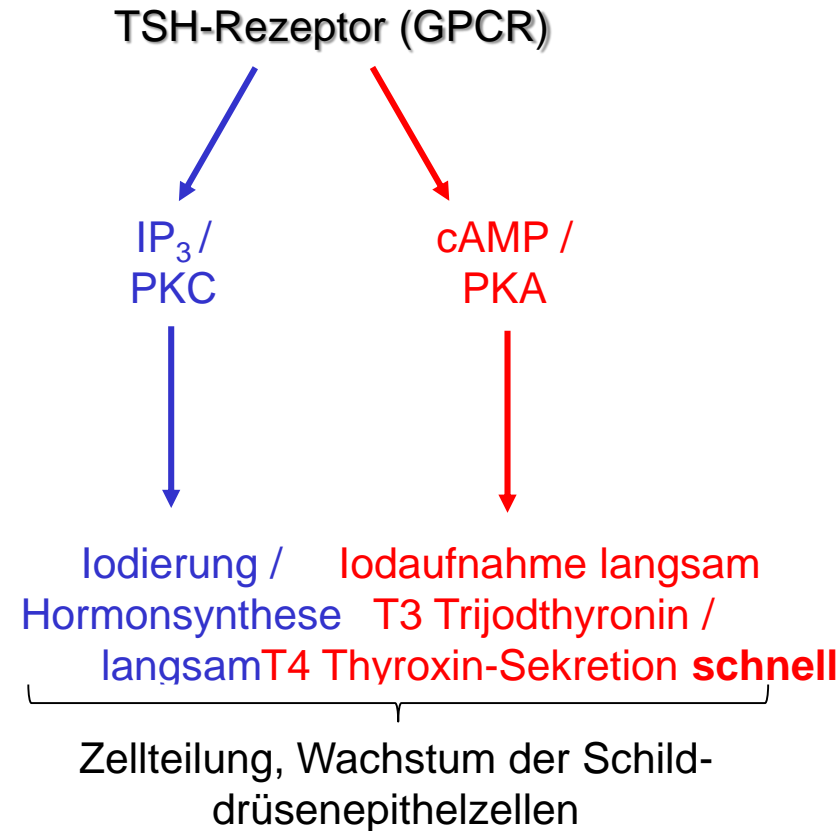 TSH-Rezeptor (GPCR)
IP₃ /
PKC
cAMP /
PKA
Iodierung /
Hormonsynthese
langsam
Iodaufnahme langsam
T3 Trijodthyronin /
T4 Thyroxin-Sekretion schnell
Zellteilung, Wachstum der Schild-
drüsenepithelzellen